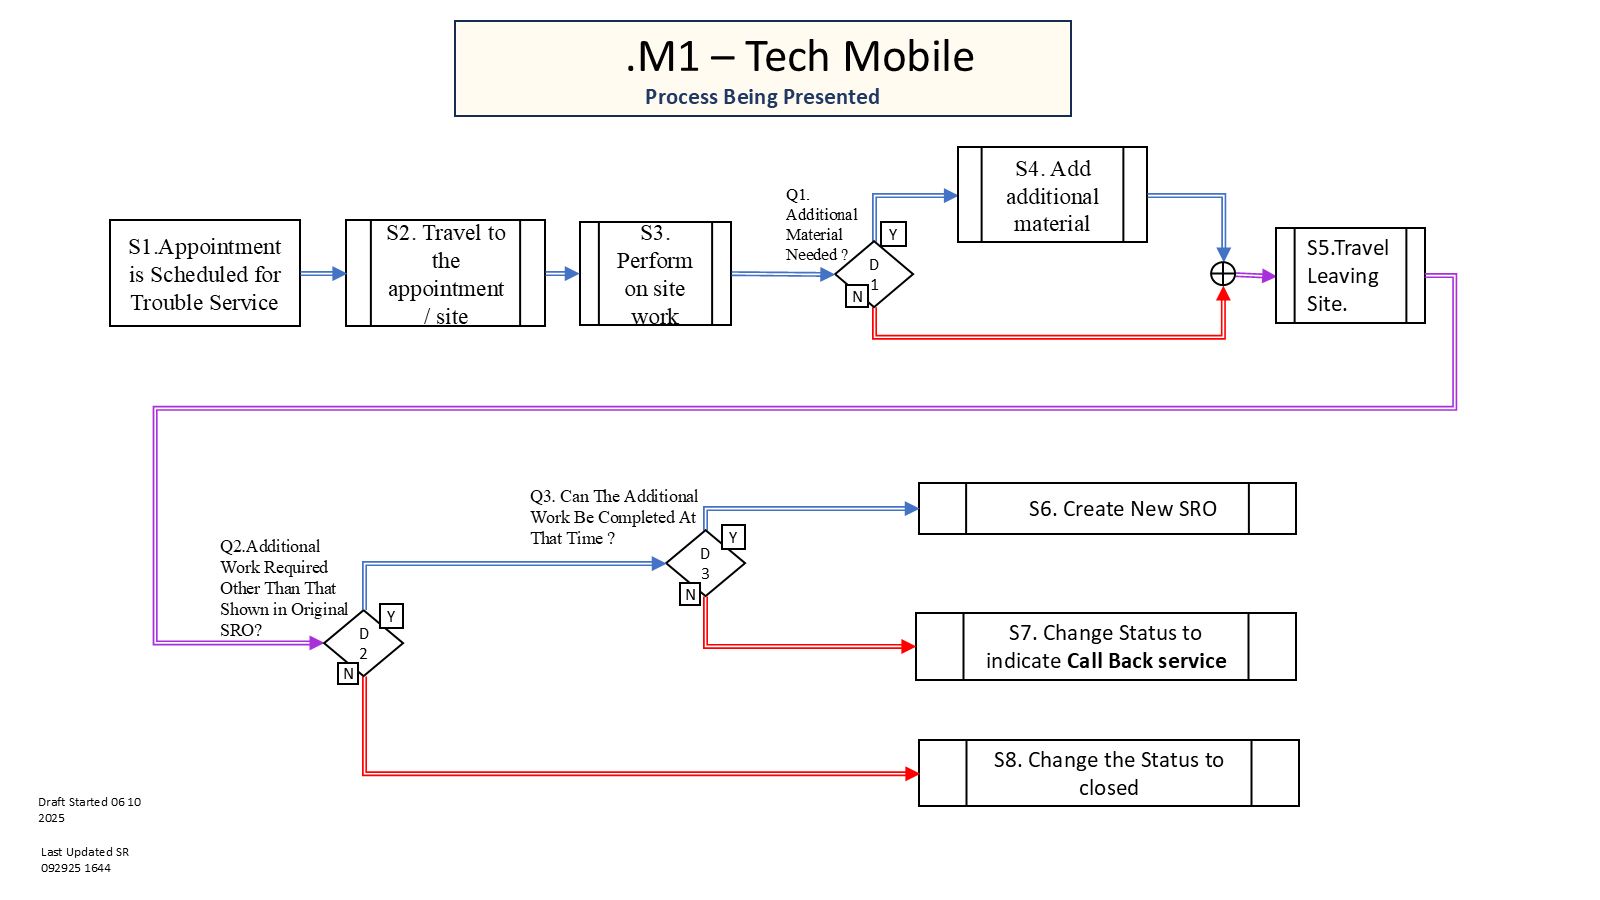 .M1 – Tech Mobile
Process Being Presented
S1.Appointment
is Scheduled for
Trouble Service
S2. Travel to
the
appointment
/ site
S3.
Perform
on site
work
Q1.
Additional
Material
Needed ?
Y
D
1
N
S4. Add
additional
material
S5.Travel
Leaving
Site.
Q2.Additional
Work Required
Other Than That
Shown in Original
SRO?
Y
D
2
N
Q3. Can The Additional
Work Be Completed At
That Time ?
Y
D
3
N
S6. Create New SRO
S7. Change Status to
indicate Call Back service
S8. Change the Status to
closed
Draft Started 06 10
2025
Last Updated SR
092925 1644